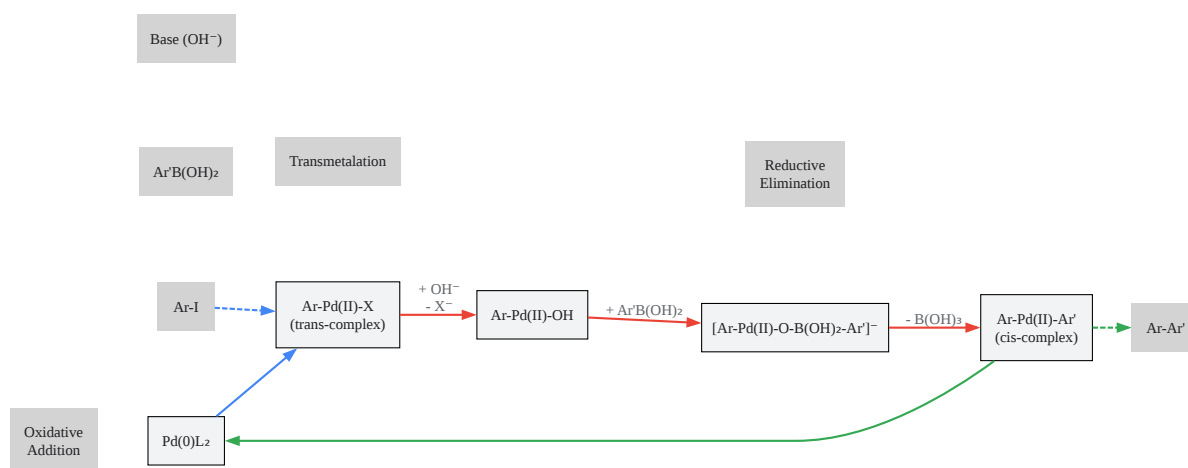 Base (OH⁻)
Ar'B(OH)₂
Transmetalation
Reductive
Elimination
Ar-I
Ar-Pd(II)-X
(trans-complex)
+ OH⁻
- X⁻
Ar-Pd(II)-OH
+ Ar'B(OH)₂
[Ar-Pd(II)-O-B(OH)₂-Ar']⁻
- B(OH)₃
Ar-Pd(II)-Ar'
(cis-complex)
Ar-Ar'
Oxidative
Addition
Pd(0)L₂